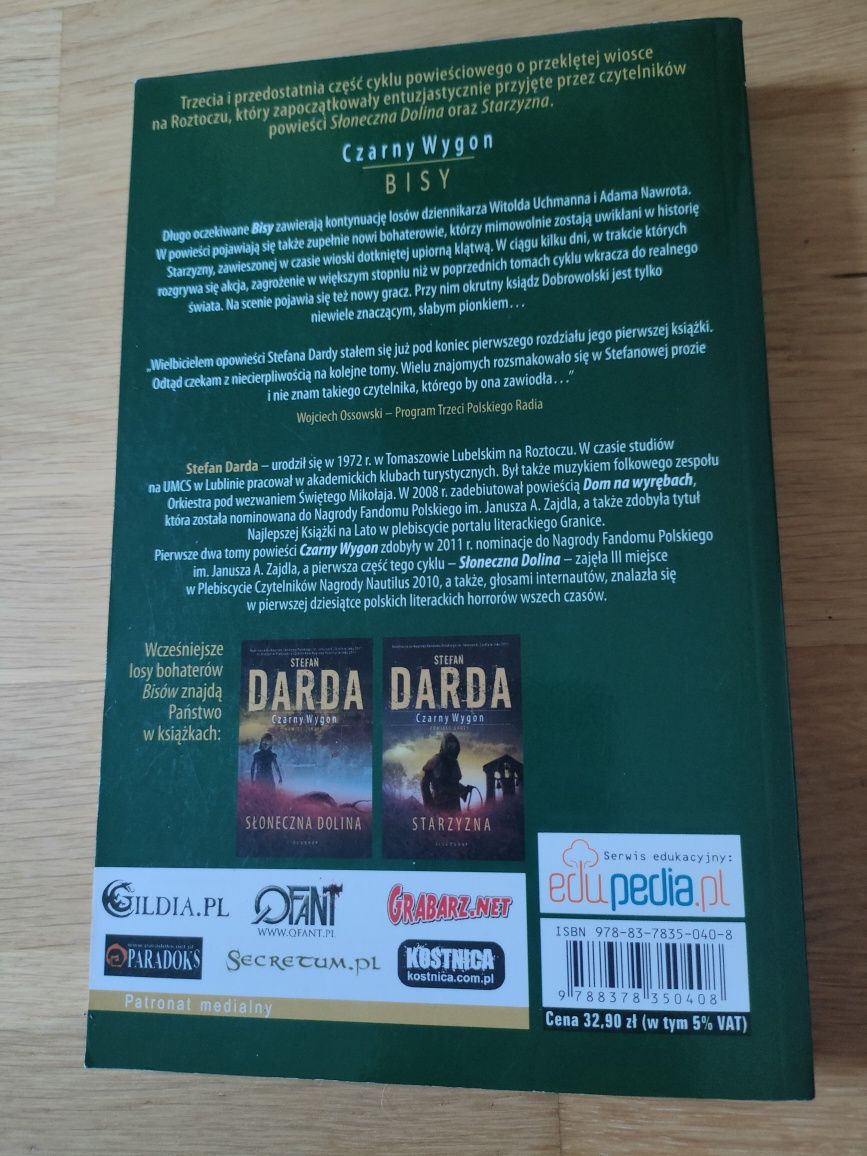 Trzecia i przedostatnia część cyklu powieściowego o przeklętej wiosce
na Roztoczu, który zapoczątkowały entuzjastycznie przyjęte przez czytelników
powieści Słoneczna Dolina oraz Starzyzna.
Czarny Wygon
BISY
Długo oczekiwane Bisy zawierają kontynuację losów dziennikarza Witolda Uchmanna i Adama Nawrota.
W powieści pojawiają się także zupełnie nowi bohaterowie, którzy mimowolnie zostają uwikłani w historię
Starzyzny, zawieszonej w czasie wioski dotkniętej upiorną klątwą. W ciągu kilku dni, w trakcie których
rozgrywa się akcja, zagrożenie w większym stopniu niż w poprzednich tomach cyklu wkracza do realnego
świata. Na scenie pojawia się też nowy gracz. Przy nim okrutny ksiądz Dobrowolski jest tylko
niewiele znaczącym, słabym pionkiem...
„Wielbicielem opowieści Stefana Dardy stałem się już pod koniec pierwszego rozdziału jego pierwszej książki.
Odtąd czekam z niecierpliwością na kolejne tomy. Wielu znajomych rozsmakowało się w Stefanowej prozie
i nie znam takiego czytelnika, którego by ona zawiodła...”
Wojciech Ossowski – Program Trzeci Polskiego Radia
Stefan Darda – urodził się w 1972 r. w Tomaszowie Lubelskim na Roztoczu. W czasie studiów
na UMCS w Lublinie pracował w akademickich klubach turystycznych. Był także muzykiem folkowego zespołu
Orkiestra pod wezwaniem Świętego Mikołaja. W 2008 r. zadebiutował powieścią Dom na wyrębach,
która została nominowana do Nagrody Fandomu Polskiego im. Janusza A. Zajdla, a także zdobyła tytuł
Najlepszej Książki na Lato w plebiscycie portalu literackiego Granice.
Pierwsze dwa tomy powieści Czarny Wygon zdobyły w 2011 r. nominacje do Nagrody Fandomu Polskiego
im. Janusza A. Zajdla, a pierwsza część tego cyklu – Słoneczna Dolina – zajęła III miejsce
w Plebiscycie Czytelników Nagrody Nautilus 2010, a także, głosami internautów, znalazła się
w pierwszej dziesiątce polskich literackich horrorów wszech czasów.
Wcześniejsze
losy bohaterów
Bisów znajdą
Państwo
w książkach:
STEFAN
DARDA
Czarny Wygon
SŁONECZNA DOLINA
STEFAN
DARDA
Czarny Wygon
STARZYZNA
GILDIA.PL
QFANT
WWW.QFANT.PL
GRABARZ.NET
www.paradoks.net.pl
PARADOKS
SECRETUM.PL
KOSTNICA
kostnica.com.pl
Patronat medialny
Serwis edukacyjny:
edupedia.pl
ISBN 978-83-7835-040-8
9 788378 350408
Cena 32,90 zł (w tym 5% VAT)